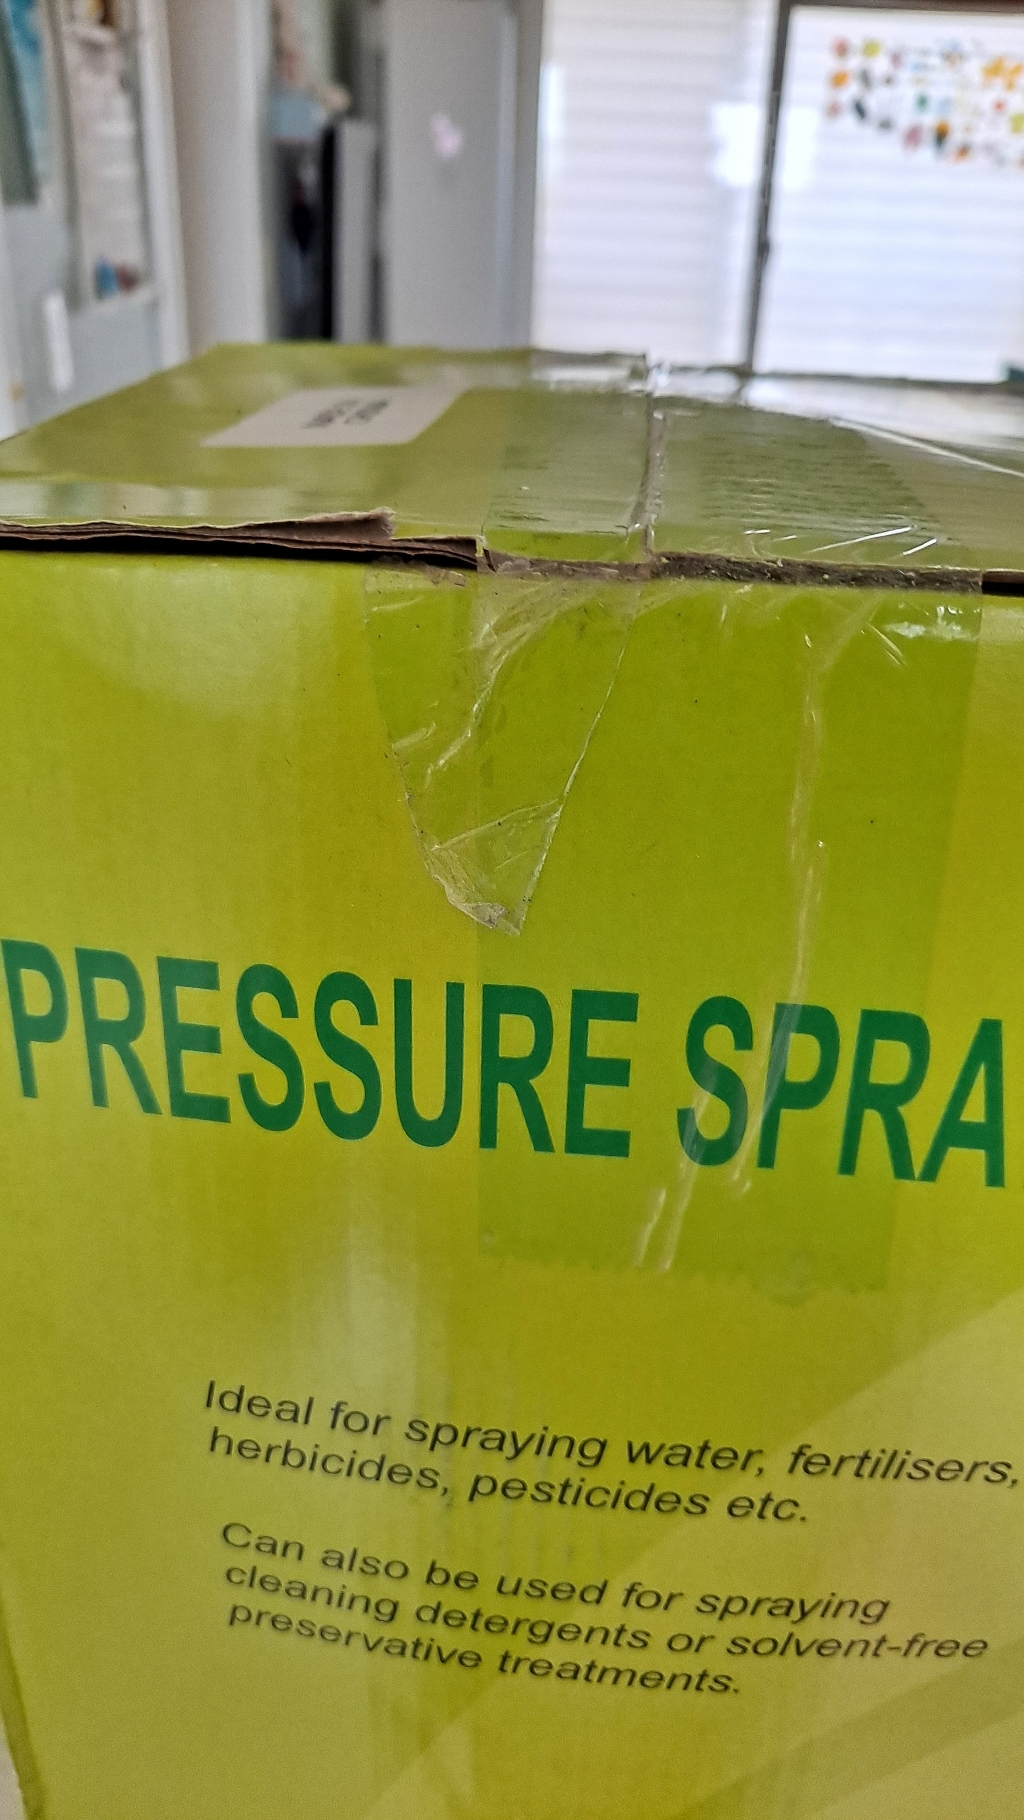 PRESSURE SPRA
Ideal for spraying water, fertilisers,
herbicides, pesticides etc.
Can also be used for spraying
cleaning detergents or solvent-free
preservative treatments.